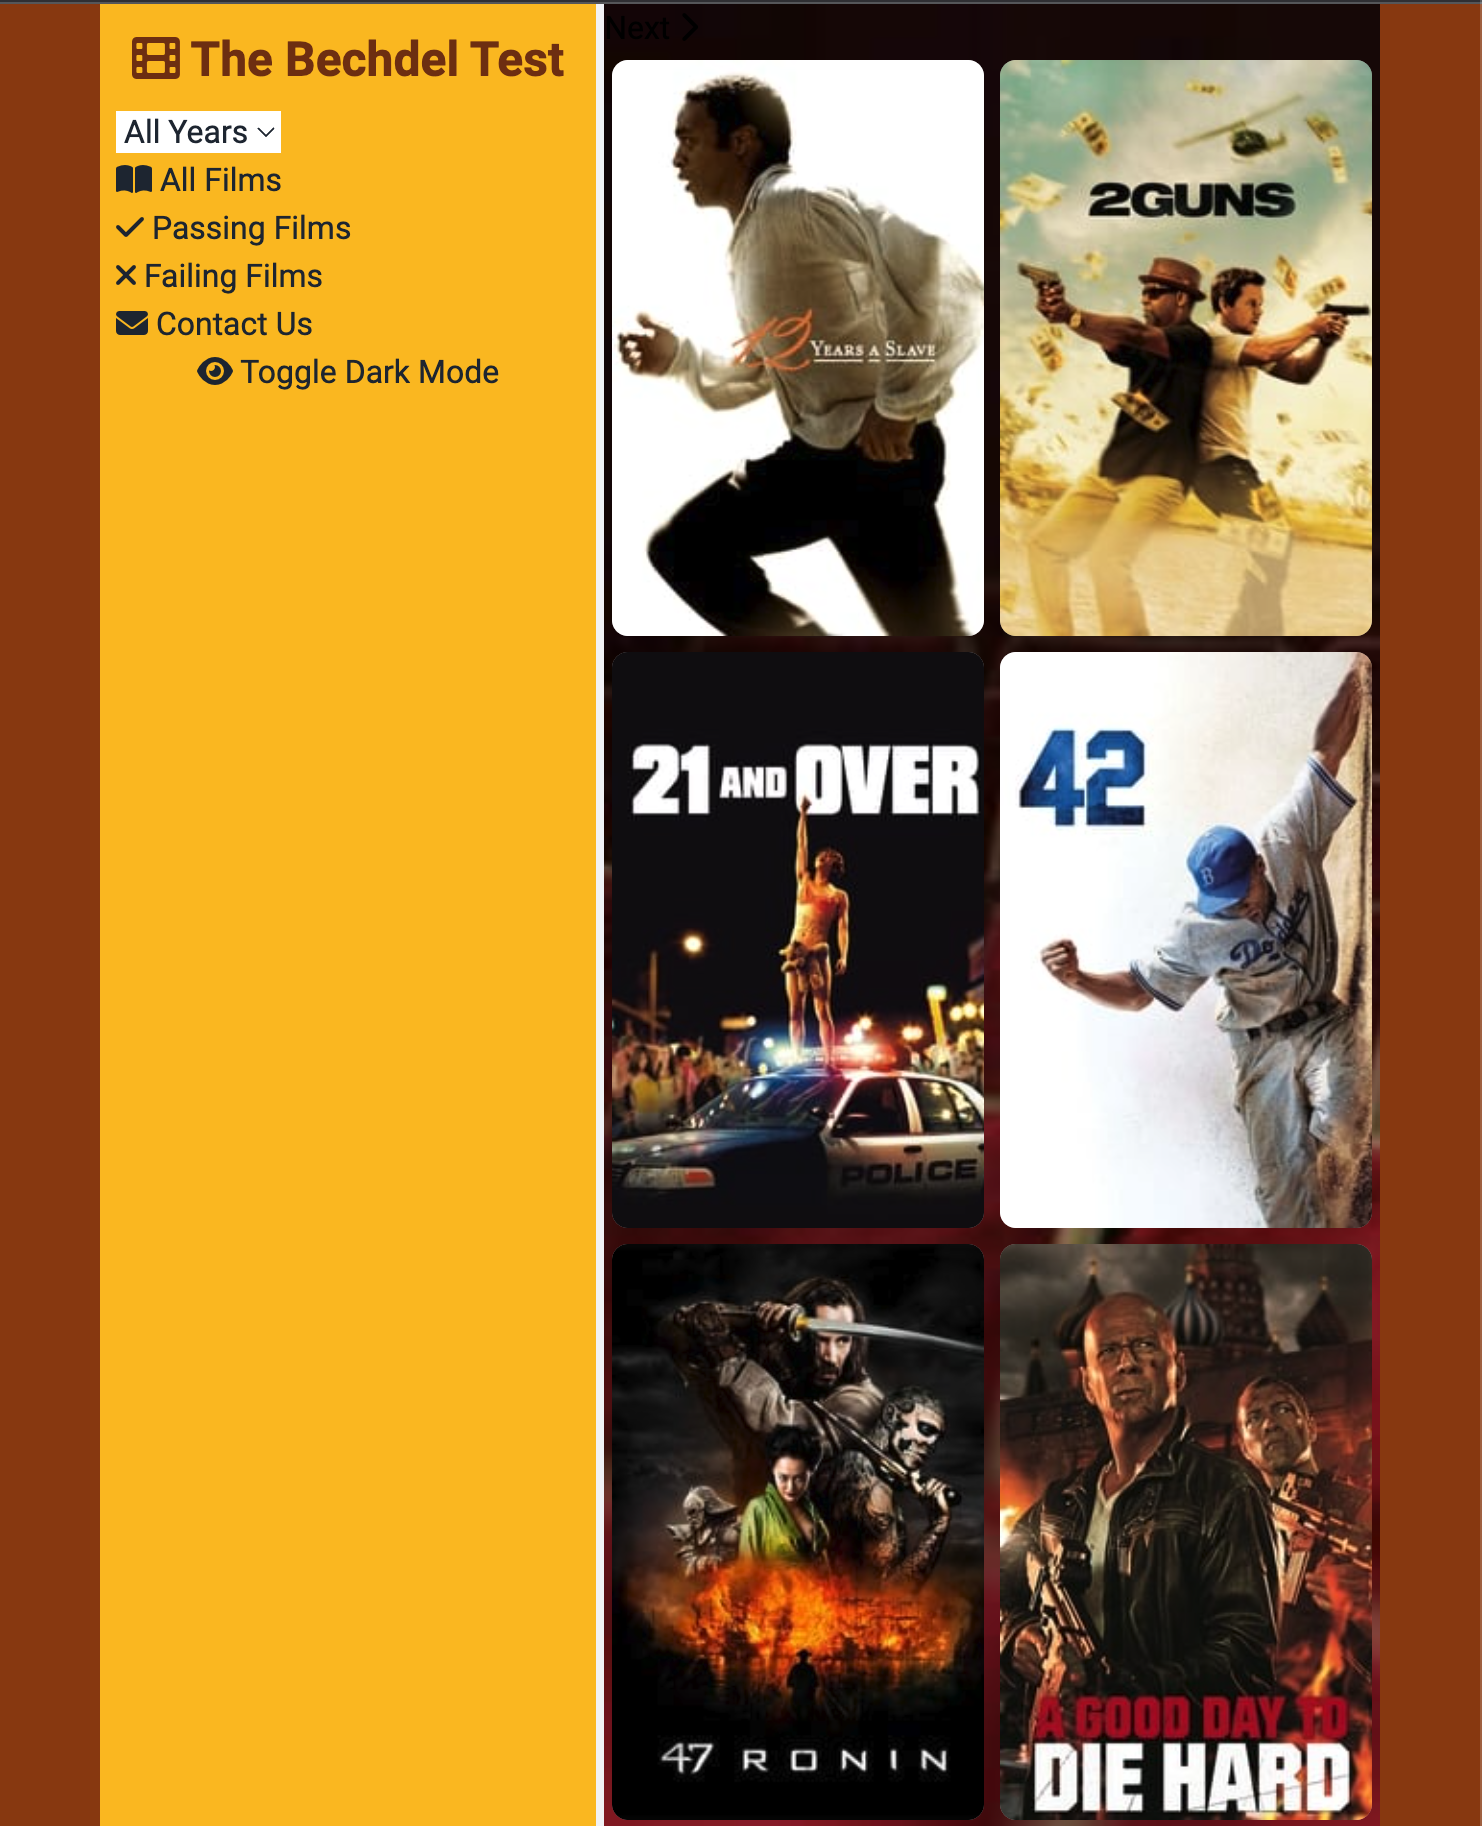 The Bechdel Test
All Years
All Films
Passing Films
Failing Films
Contact Us
Toggle Dark Mode
Next
12 YEARS A SLAVE
2GUNS
21 AND OVER
POLICE
42
B
Dodgers
47 RONIN
A GOOD DAY TO
DIE HARD